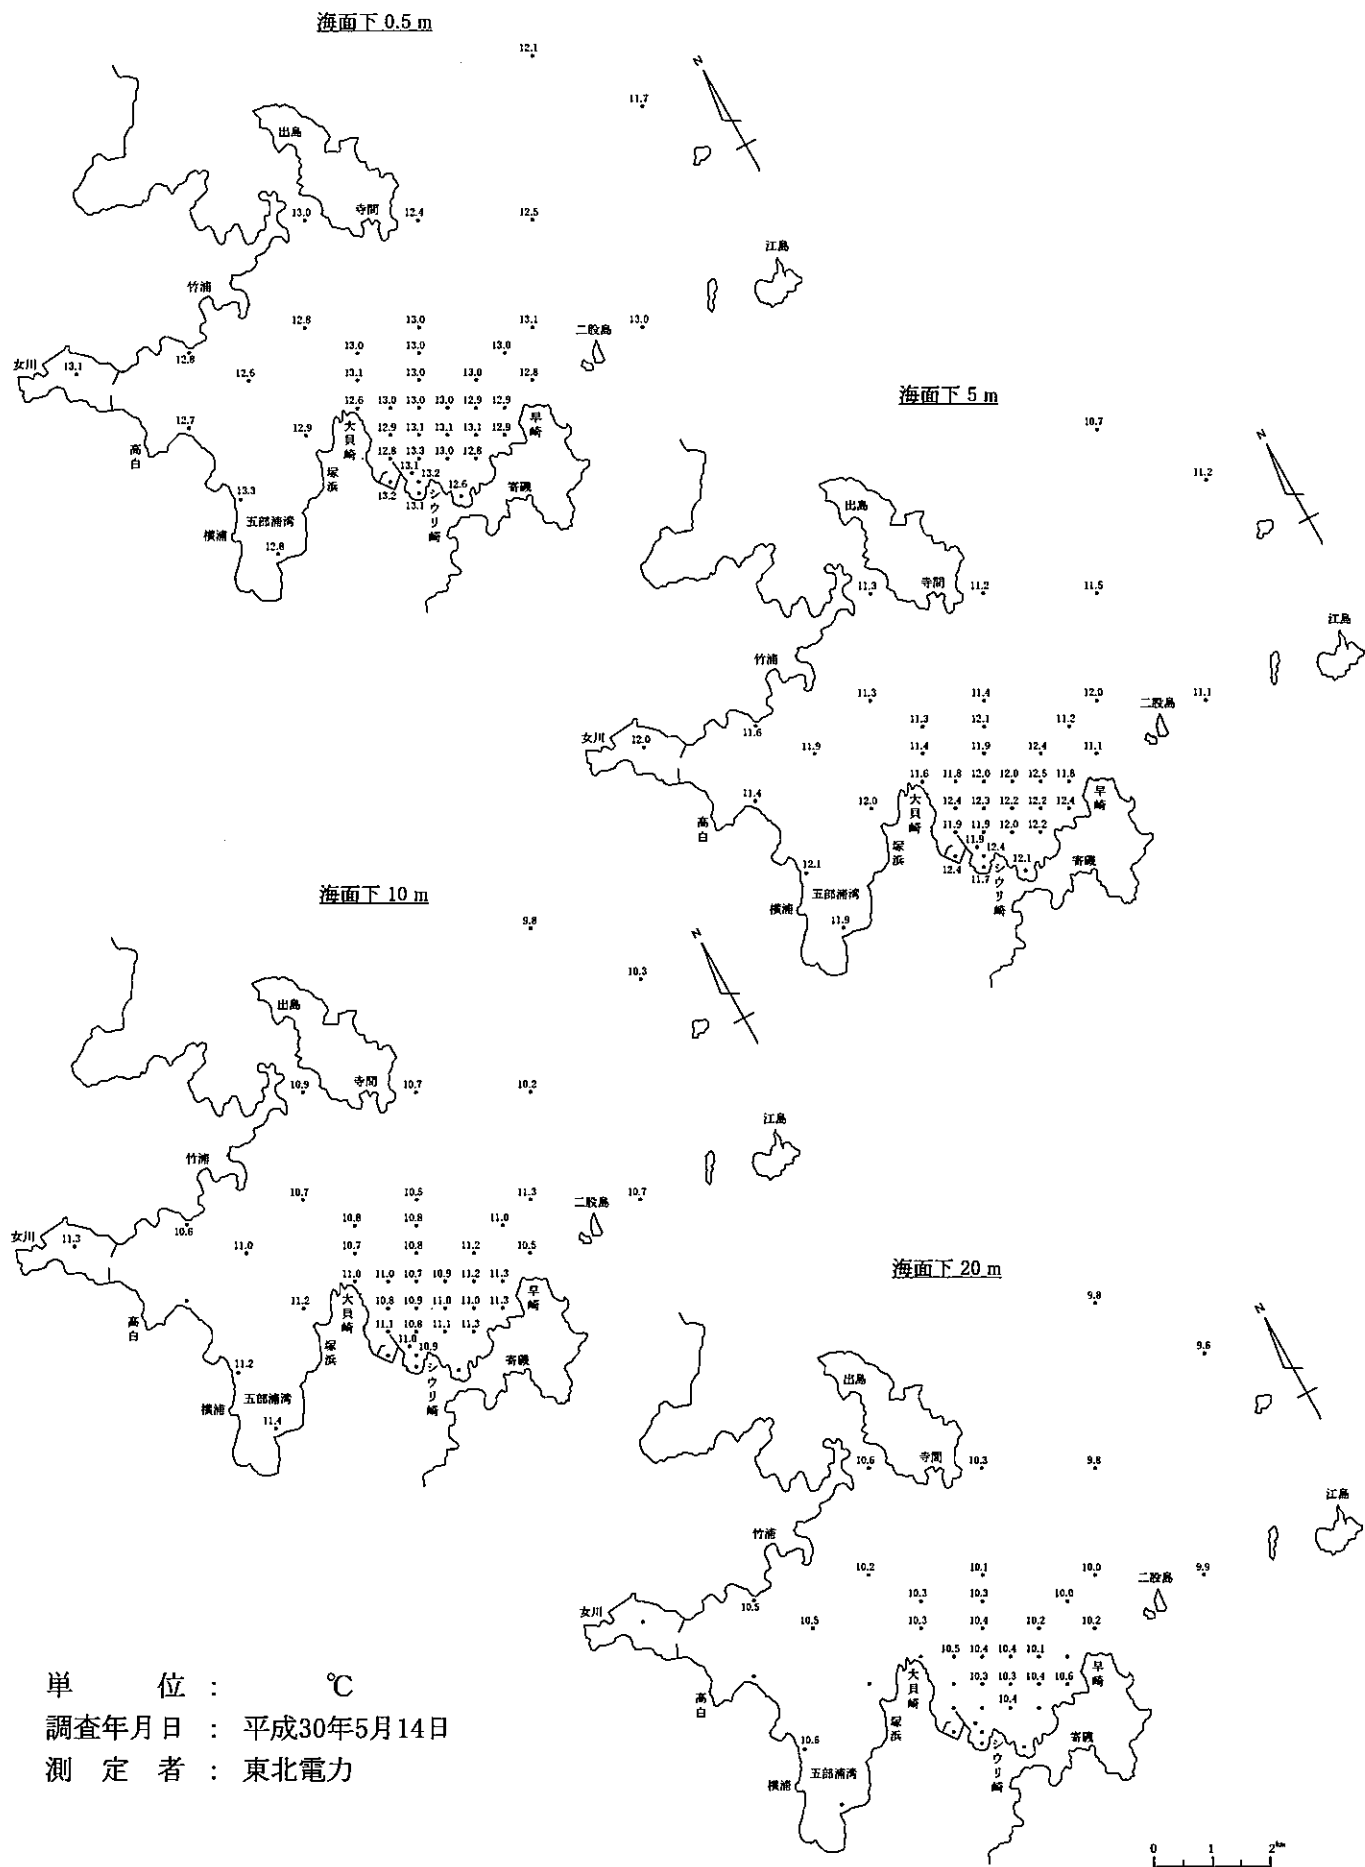 海面下 0.5 m
12.1
N
11.7
出島
寺間
13.0
12.4
12.5
江島
竹浦
12.8
13.0
13.1
13.0
二股島
女川
13.1
12.8
13.0
13.0
13.0
12.6
13.1
13.0
13.0
12.8
12.6
13.0
13.0
13.0
12.9
12.9
12.7
12.9
大貝崎
12.9
13.1
13.1
13.1
12.9
早崎
高白
塚浜
12.8
13.3
13.0
12.8
13.1
13.2
13.2
13.1
シウリ崎
12.6
寄磯
13.3
五部浦湾
横浦
12.8
海面下 5 m
10.7
N
11.2
出島
寺間
11.3
11.2
11.5
江島
竹浦
11.3
11.4
12.0
11.1
二股島
女川
12.0
11.6
11.3
12.1
11.2
11.9
11.4
11.9
12.4
11.1
11.6
11.8
12.0
12.0
12.5
11.8
11.4
12.0
大貝崎
12.4
12.3
12.2
12.2
12.4
早崎
高白
塚浜
11.9
11.9
12.0
12.2
11.9
12.4
12.4
11.7
シウリ崎
12.1
寄磯
12.1
五部浦湾
横浦
11.9
海面下 10 m
9.8
N
10.3
出島
寺間
10.9
10.7
10.2
江島
竹浦
10.7
10.5
11.3
10.7
二股島
女川
11.3
10.6
10.8
10.8
11.0
11.0
10.7
10.8
11.2
10.5
11.0
11.0
10.7
10.9
11.2
11.3
11.2
大貝崎
10.8
10.9
11.0
11.0
11.3
早崎
高白
塚浜
11.1
10.8
11.1
11.3
11.0
10.9
シウリ崎
寄磯
11.2
五部浦湾
横浦
11.4
海面下 20 m
9.8
N
9.6
出島
寺間
10.6
10.3
9.8
江島
竹浦
10.2
10.1
10.0
9.9
二股島
女川
10.5
10.3
10.3
10.0
10.5
10.3
10.4
10.2
10.2
10.5
10.4
10.4
10.1
大貝崎
10.3
10.3
10.4
10.6
早崎
高白
塚浜
10.4
シウリ崎
寄磯
10.6
五部浦湾
横浦
単 位 : ℃
調査年月日 : 平成30年5月14日
測 定 者 : 東北電力
0 1 2km